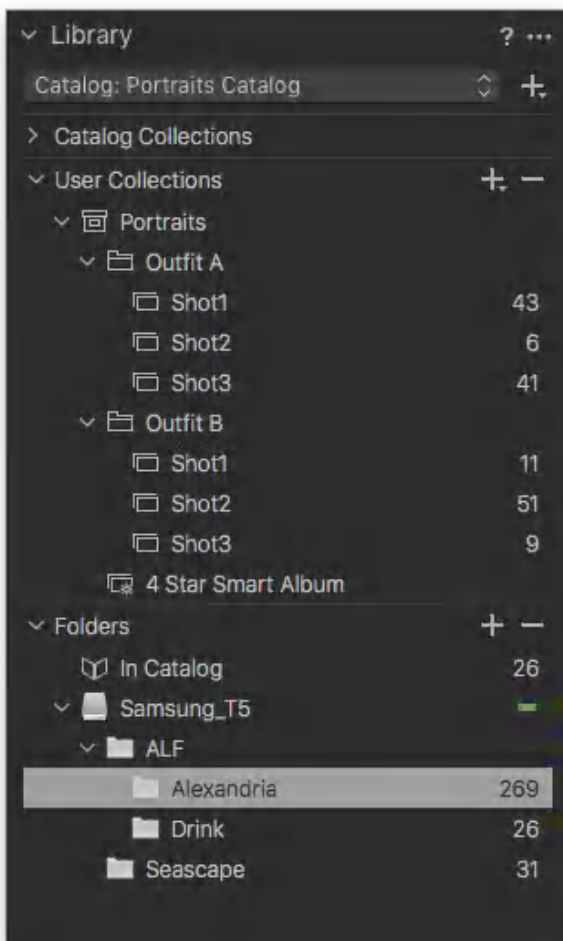 Library ? ...
Catalog: Portraits Catalog
Catalog Collections
User Collections
Portraits
Outfit A
Shot1 43
Shot2 6
Shot3 41
Outfit B
Shot1 11
Shot2 51
Shot3 9
4 Star Smart Album
Folders
In Catalog 26
Samsung_T5
ALF
Alexandria 269
Drink 26
Seascape 31